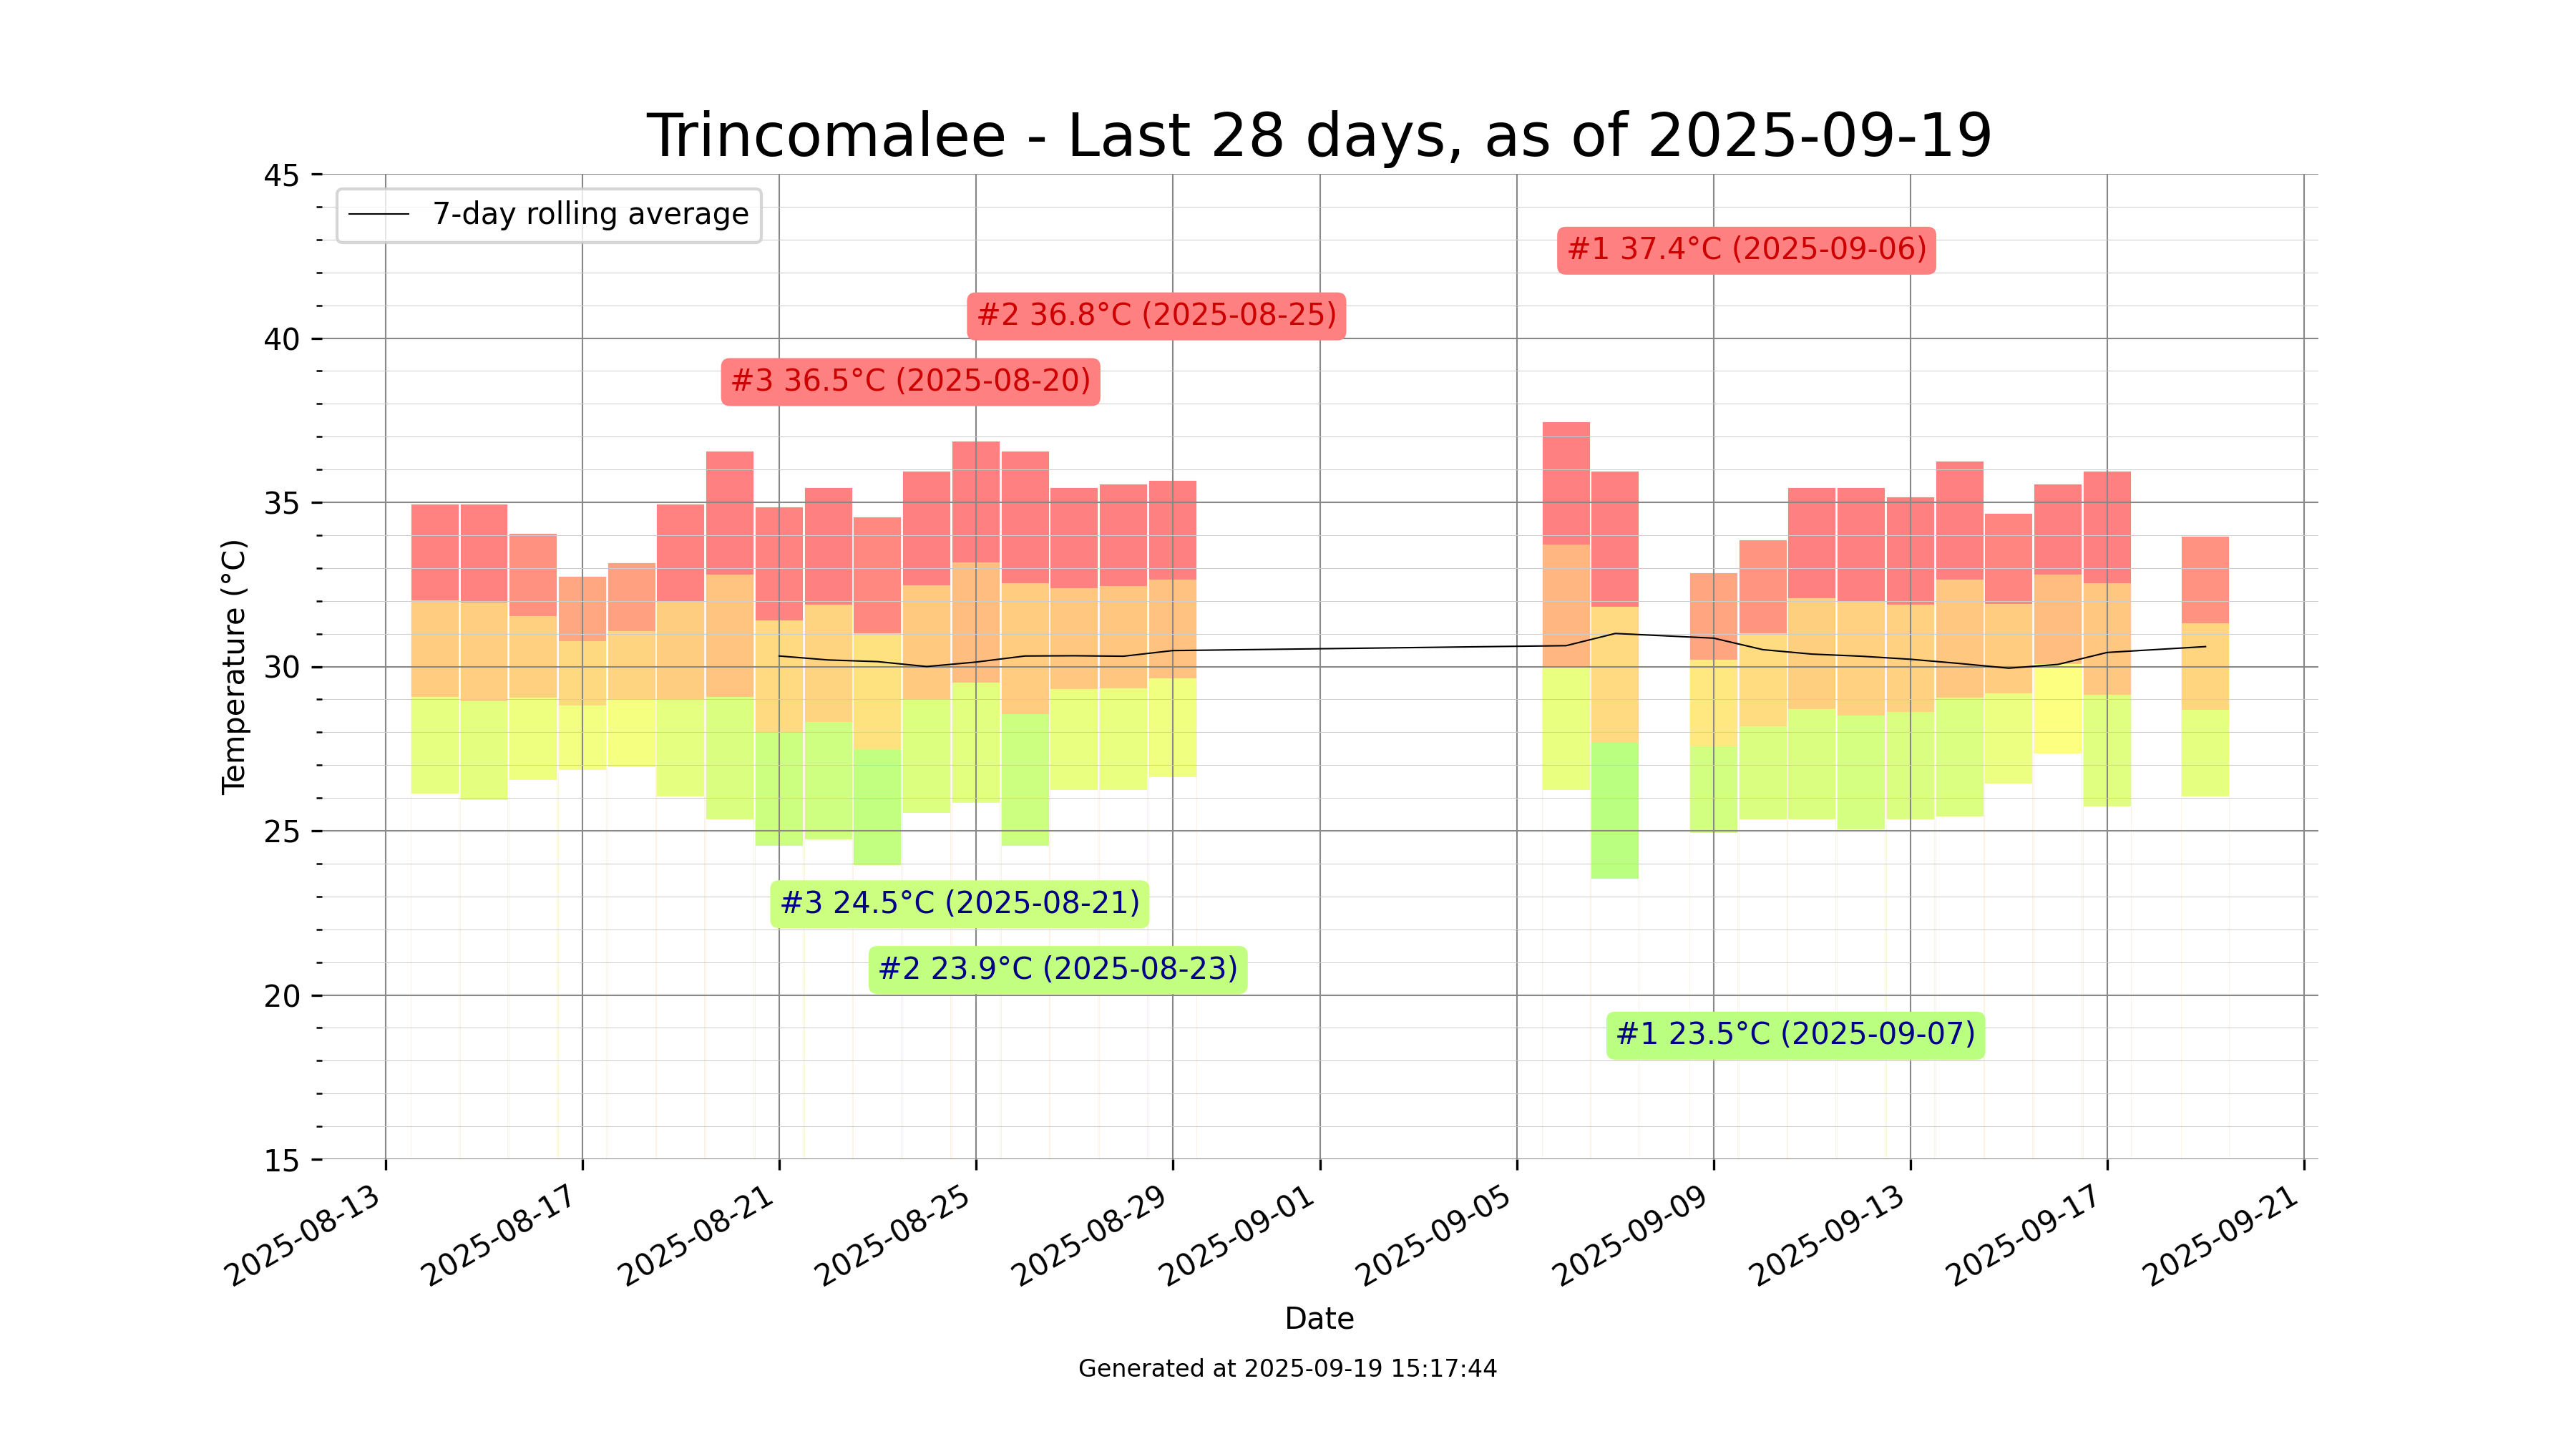 Trincomalee - Last 28 days, as of 2025-09-19
45
7-day rolling average
#1 37.4°C (2025-09-06)
#2 36.8°C (2025-08-25)
40
#3 36.5°C (2025-08-20)
35
Temperature (°C)
30
25
#3 24.5°C (2025-08-21)
#2 23.9°C (2025-08-23)
20
#1 23.5°C (2025-09-07)
15
2025-08-13
2025-08-17
2025-08-21
2025-08-25
2025-08-29
2025-09-01
2025-09-05
2025-09-09
2025-09-13
2025-09-17
2025-09-21
Date
Generated at 2025-09-19 15:17:44